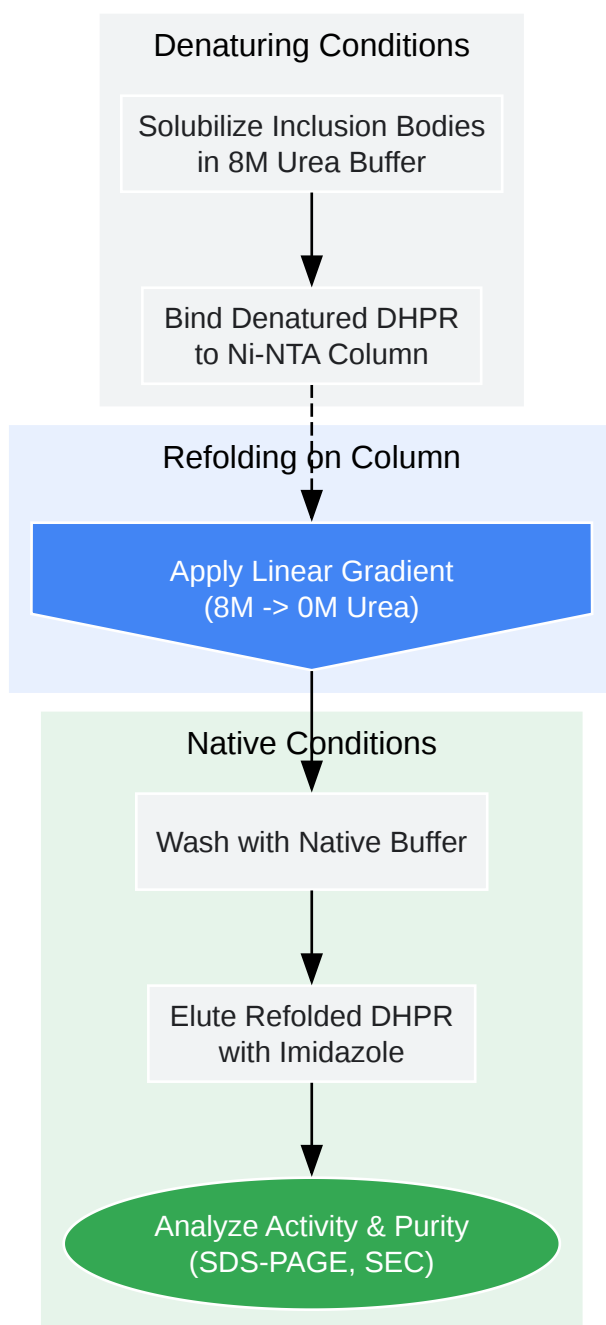 Denaturing Conditions
Solubilize Inclusion Bodies
in 8M Urea Buffer
Bind Denatured DHPR
to Ni-NTA Column
Refolding on Column
Apply Linear Gradient
(8M -> 0M Urea)
Native Conditions
Wash with Native Buffer
Elute Refolded DHPR
with Imidazole
Analyze Activity & Purity
(SDS-PAGE, SEC)